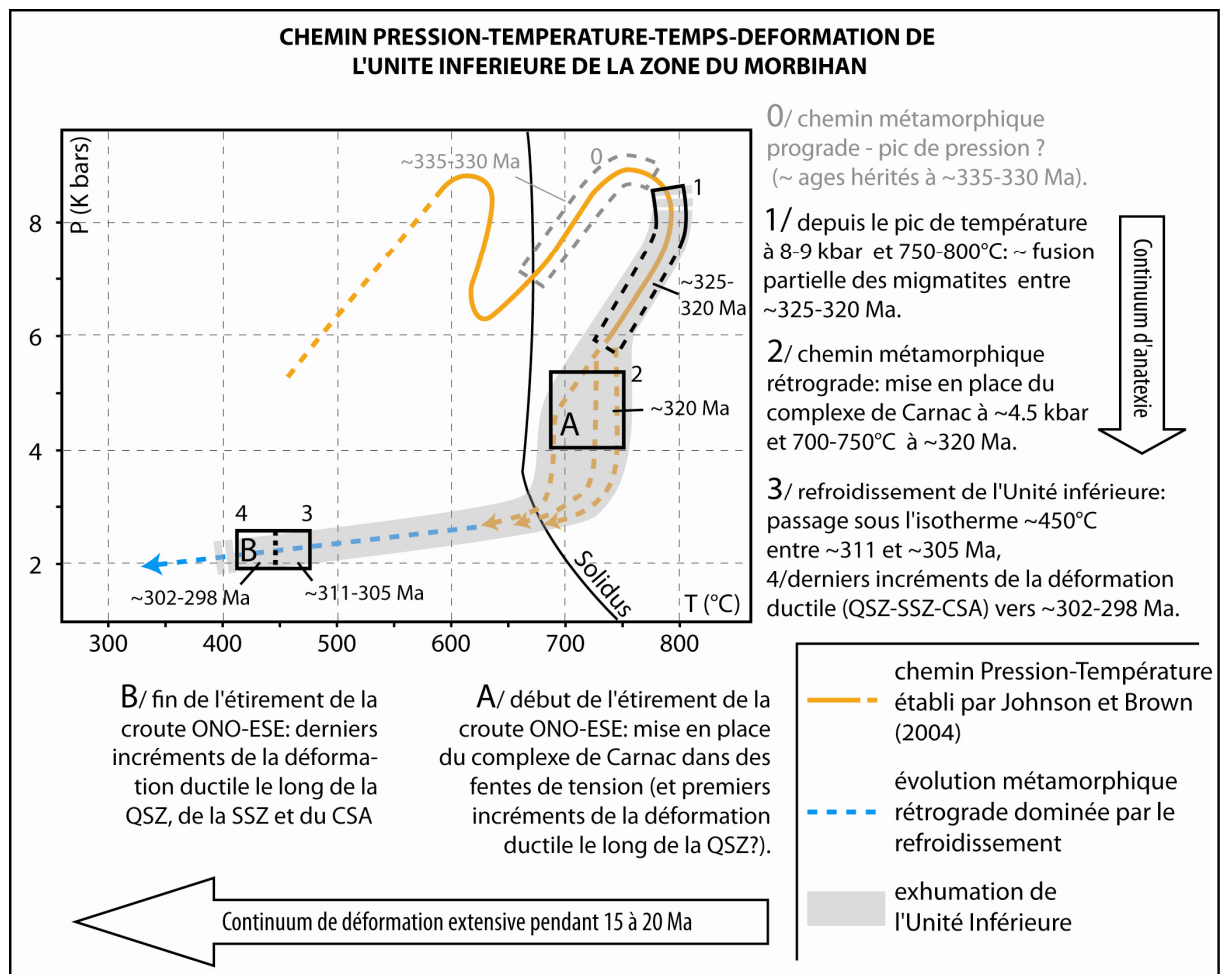 CHEMIN PRESSION-TEMPERATURE-TEMPS-DEFORMATION DE
L'UNITE INFERIEURE DE LA ZONE DU MORBIHAN
P (K bars)
8
6
4
2
300
400
500
600
700
800
T (°C)
~335-330 Ma
0
1
~325-
320 Ma
2
~320 Ma
A
4
3
B
~302-298 Ma
~311-305 Ma
Solidus
0/ chemin métamorphique
prograde - pic de pression ?
(~ ages hérités à ~335-330 Ma).
1/ depuis le pic de température
à 8-9 kbar et 750-800°C: ~ fusion
partielle des migmatites entre
~325-320 Ma.
2/ chemin métamorphique
rétrograde: mise en place du
complexe de Carnac à ~4.5 kbar
et 700-750°C à ~320 Ma.
3/ refroidissement de l'Unité inférieure:
passage sous l'isotherme ~450°C
entre ~311 et ~305 Ma,
4/derniers incréments de la déformation
ductile (QSZ-SSZ-CSA) vers ~302-298 Ma.
Continuum d'anatexie
B/ fin de l'étirement de la
croute ONO-ESE: derniers
incréments de la déforma-
tion ductile le long de la
QSZ, de la SSZ et du CSA
A/ début de l'étirement de la
croute ONO-ESE: mise en place
du complexe de Carnac dans des
fentes de tension (et premiers
incréments de la déformation
ductile le long de la QSZ?).
Continuum de déformation extensive pendant 15 à 20 Ma
chemin Pression-Température
établi par Johnson et Brown
(2004)
évolution métamorphique
rétrograde dominée par le
refroidissement
exhumation de
l'Unité Inférieure